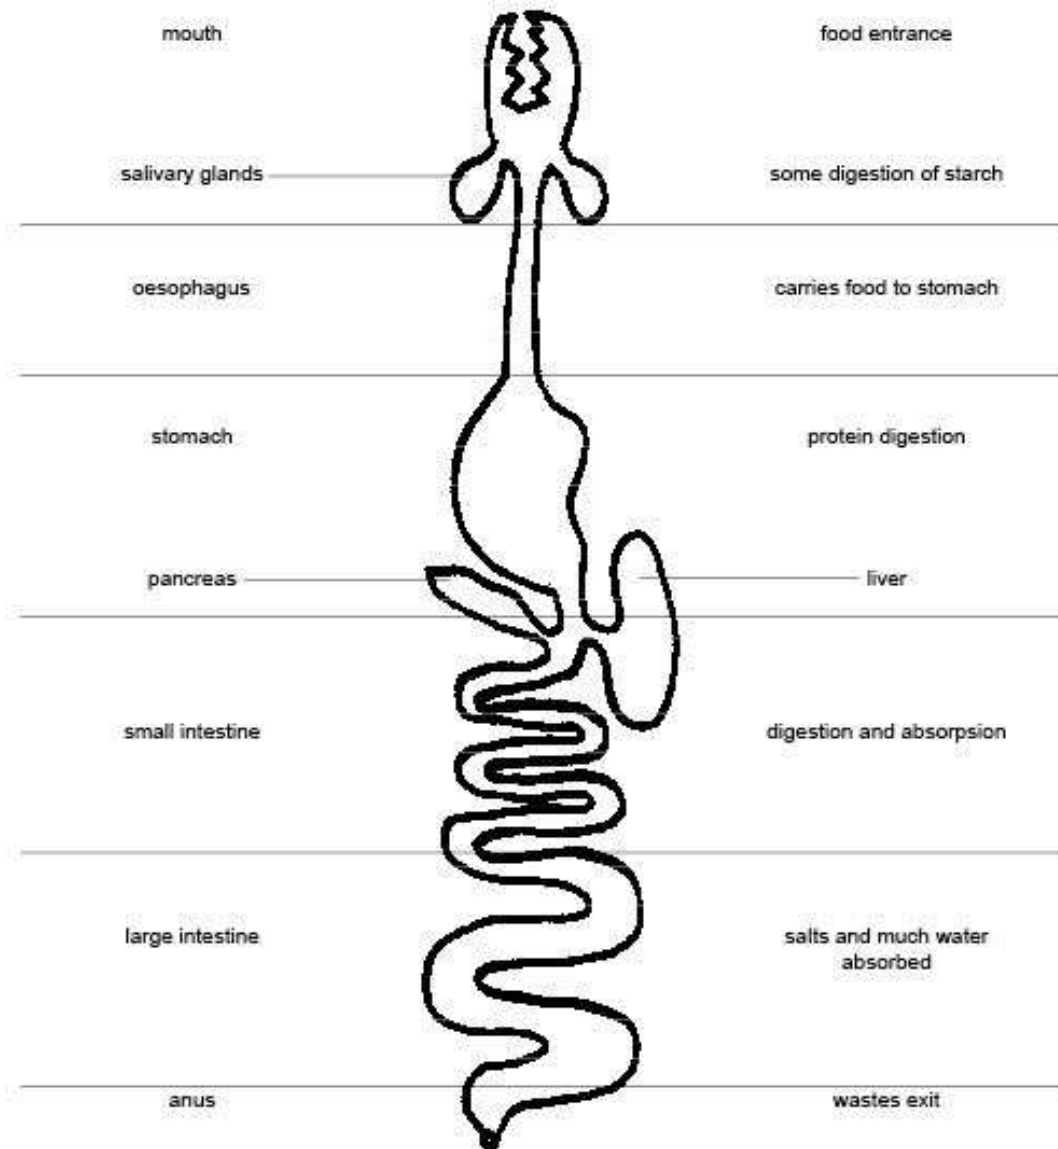 mouth
food entrance
salivary glands
some digestion of starch
oesophagus
carries food to stomach
stomach
protein digestion
pancreas
liver
small intestine
digestion and absorpsion
large intestine
salts and much water
absorbed
anus
wastes exit